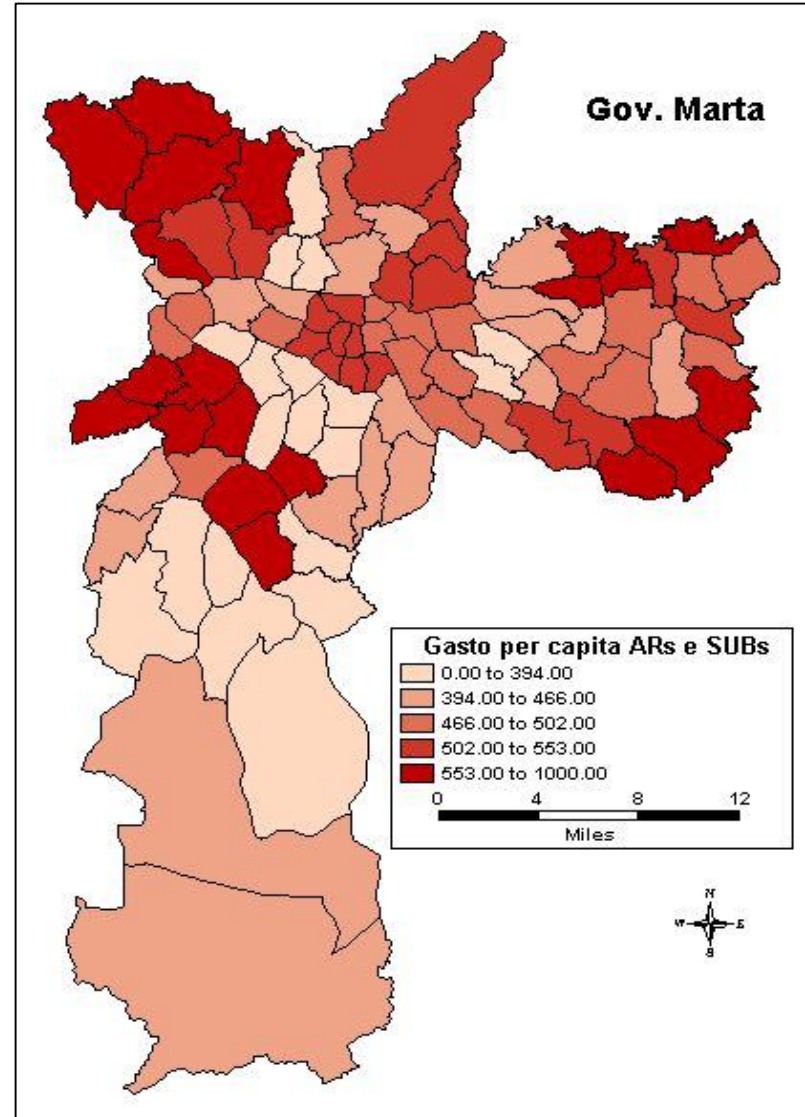 Gov. Marta
Gasto per capita ARs e SUBs
0.00 to 394.00
394.00 to 466.00
466.00 to 502.00
502.00 to 553.00
553.00 to 1000.00
0 4 8 12
Miles
N
W E
S